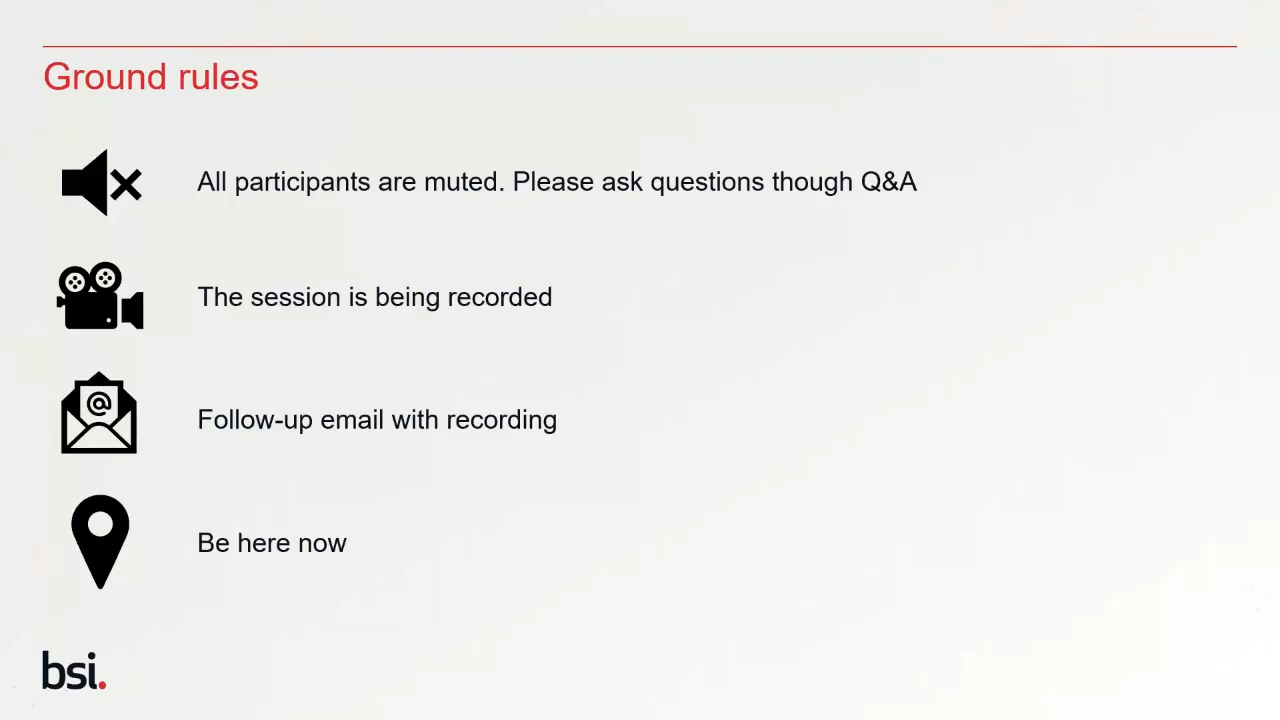 Ground rules
All participants are muted. Please ask questions though Q&A
The session is being recorded
@
Follow-up email with recording
Be here now
bsi.